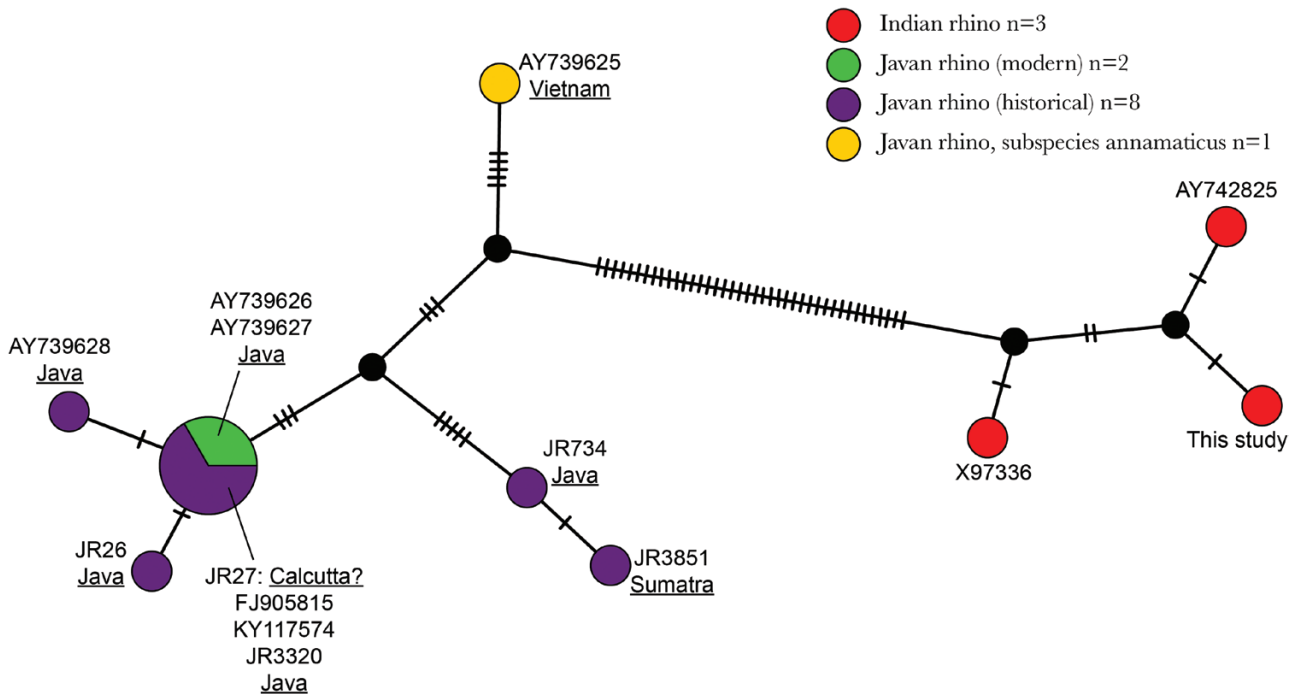 Indian rhino n=3
Javan rhino (modern) n=2
Javan rhino (historical) n=8
Javan rhino, subspecies annamaticus n=1
AY739625
Vietnam
AY742825
This study
X97336
AY739626
AY739627
Java
AY739628
Java
JR734
Java
JR3851
Sumatra
JR26
Java
JR27: Calcutta?
FJ905815
KY117574
JR3320
Java